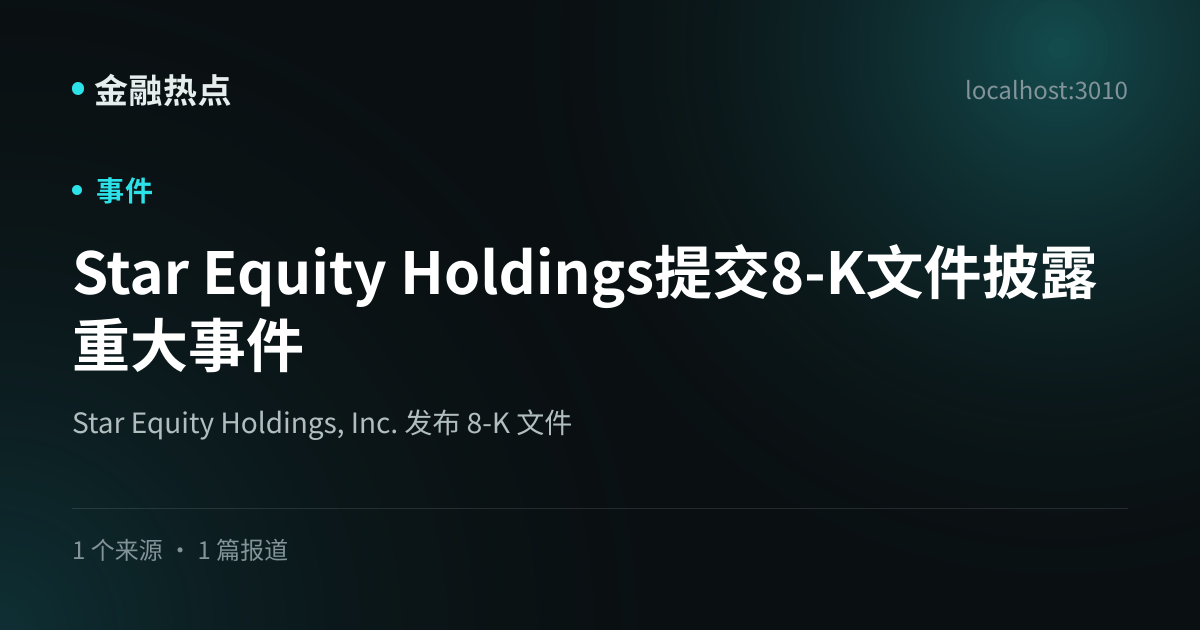 金融热点
localhost:3010
事件
Star Equity Holdings提交8-K文件披露
重大事件
Star Equity Holdings, Inc. 发布 8-K 文件
1 个来源 · 1 篇报道